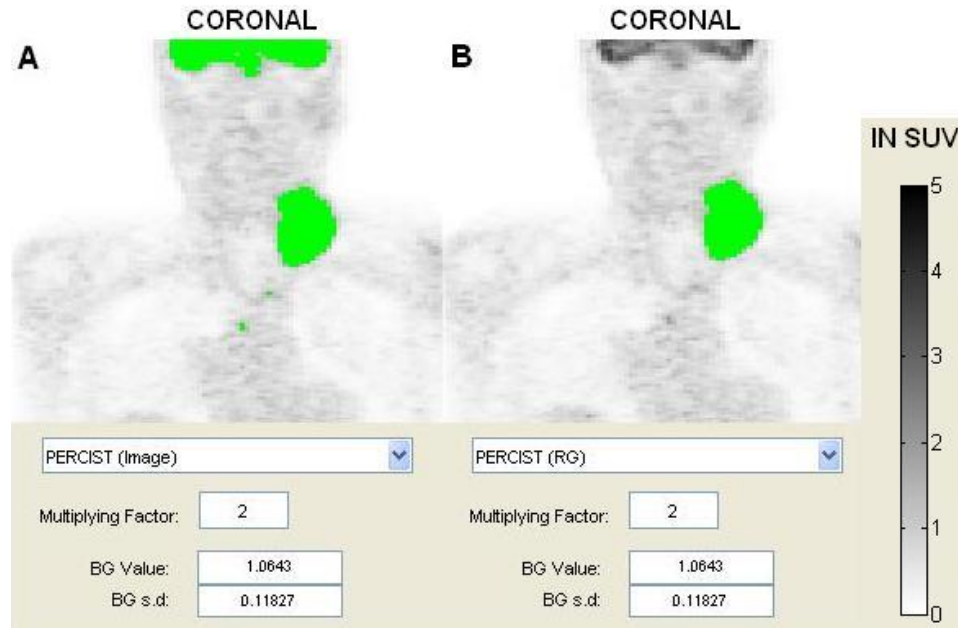 CORONAL
CORONAL
A
B
IN SUV
5
4
3
2
1
0
PERCIST (Image)
Multiplying Factor: 2
BG Value: 1.0643
BG s.d: 0.11827
PERCIST (RG)
Multiplying Factor: 2
BG Value: 1.0643
BG s.d: 0.11827